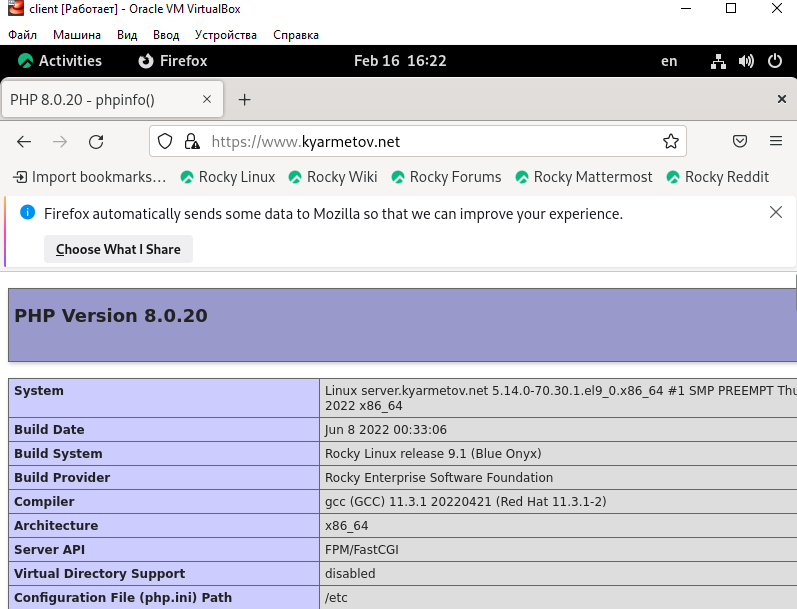 client [Работает] - Oracle VM VirtualBox
Файл Машина Вид Ввод Устройства Справка
Activities Firefox Feb 16 16:22 en
PHP 8.0.20 - phpinfo()
https://www.kyarmetov.net
Import bookmarks… Rocky Linux Rocky Wiki Rocky Forums Rocky Mattermost Rocky Reddit
Firefox automatically sends some data to Mozilla so that we can improve your experience.
Choose What I Share
PHP Version 8.0.20
System Linux server.kyarmetov.net 5.14.0-70.30.1.el9_0.x86_64 #1 SMP PREEMPT Thu
2022 x86_64
Build Date Jun 8 2022 00:33:06
Build System Rocky Linux release 9.1 (Blue Onyx)
Build Provider Rocky Enterprise Software Foundation
Compiler gcc (GCC) 11.3.1 20220421 (Red Hat 11.3.1-2)
Architecture x86_64
Server API FPM/FastCGI
Virtual Directory Support disabled
Configuration File (php.ini) Path /etc